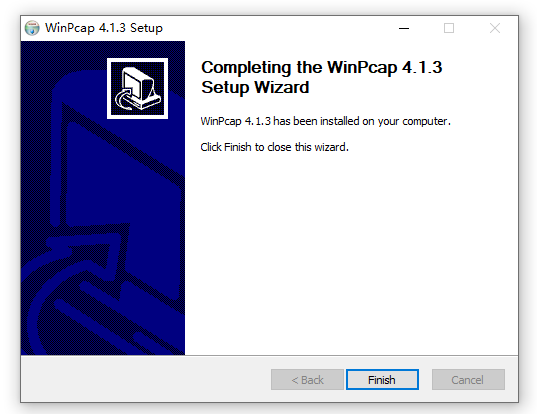 WinPcap 4.1.3 Setup
Completing the WinPcap 4.1.3
Setup Wizard
WinPcap 4.1.3 has been installed on your computer.
Click Finish to close this wizard.
< Back
Finish
Cancel